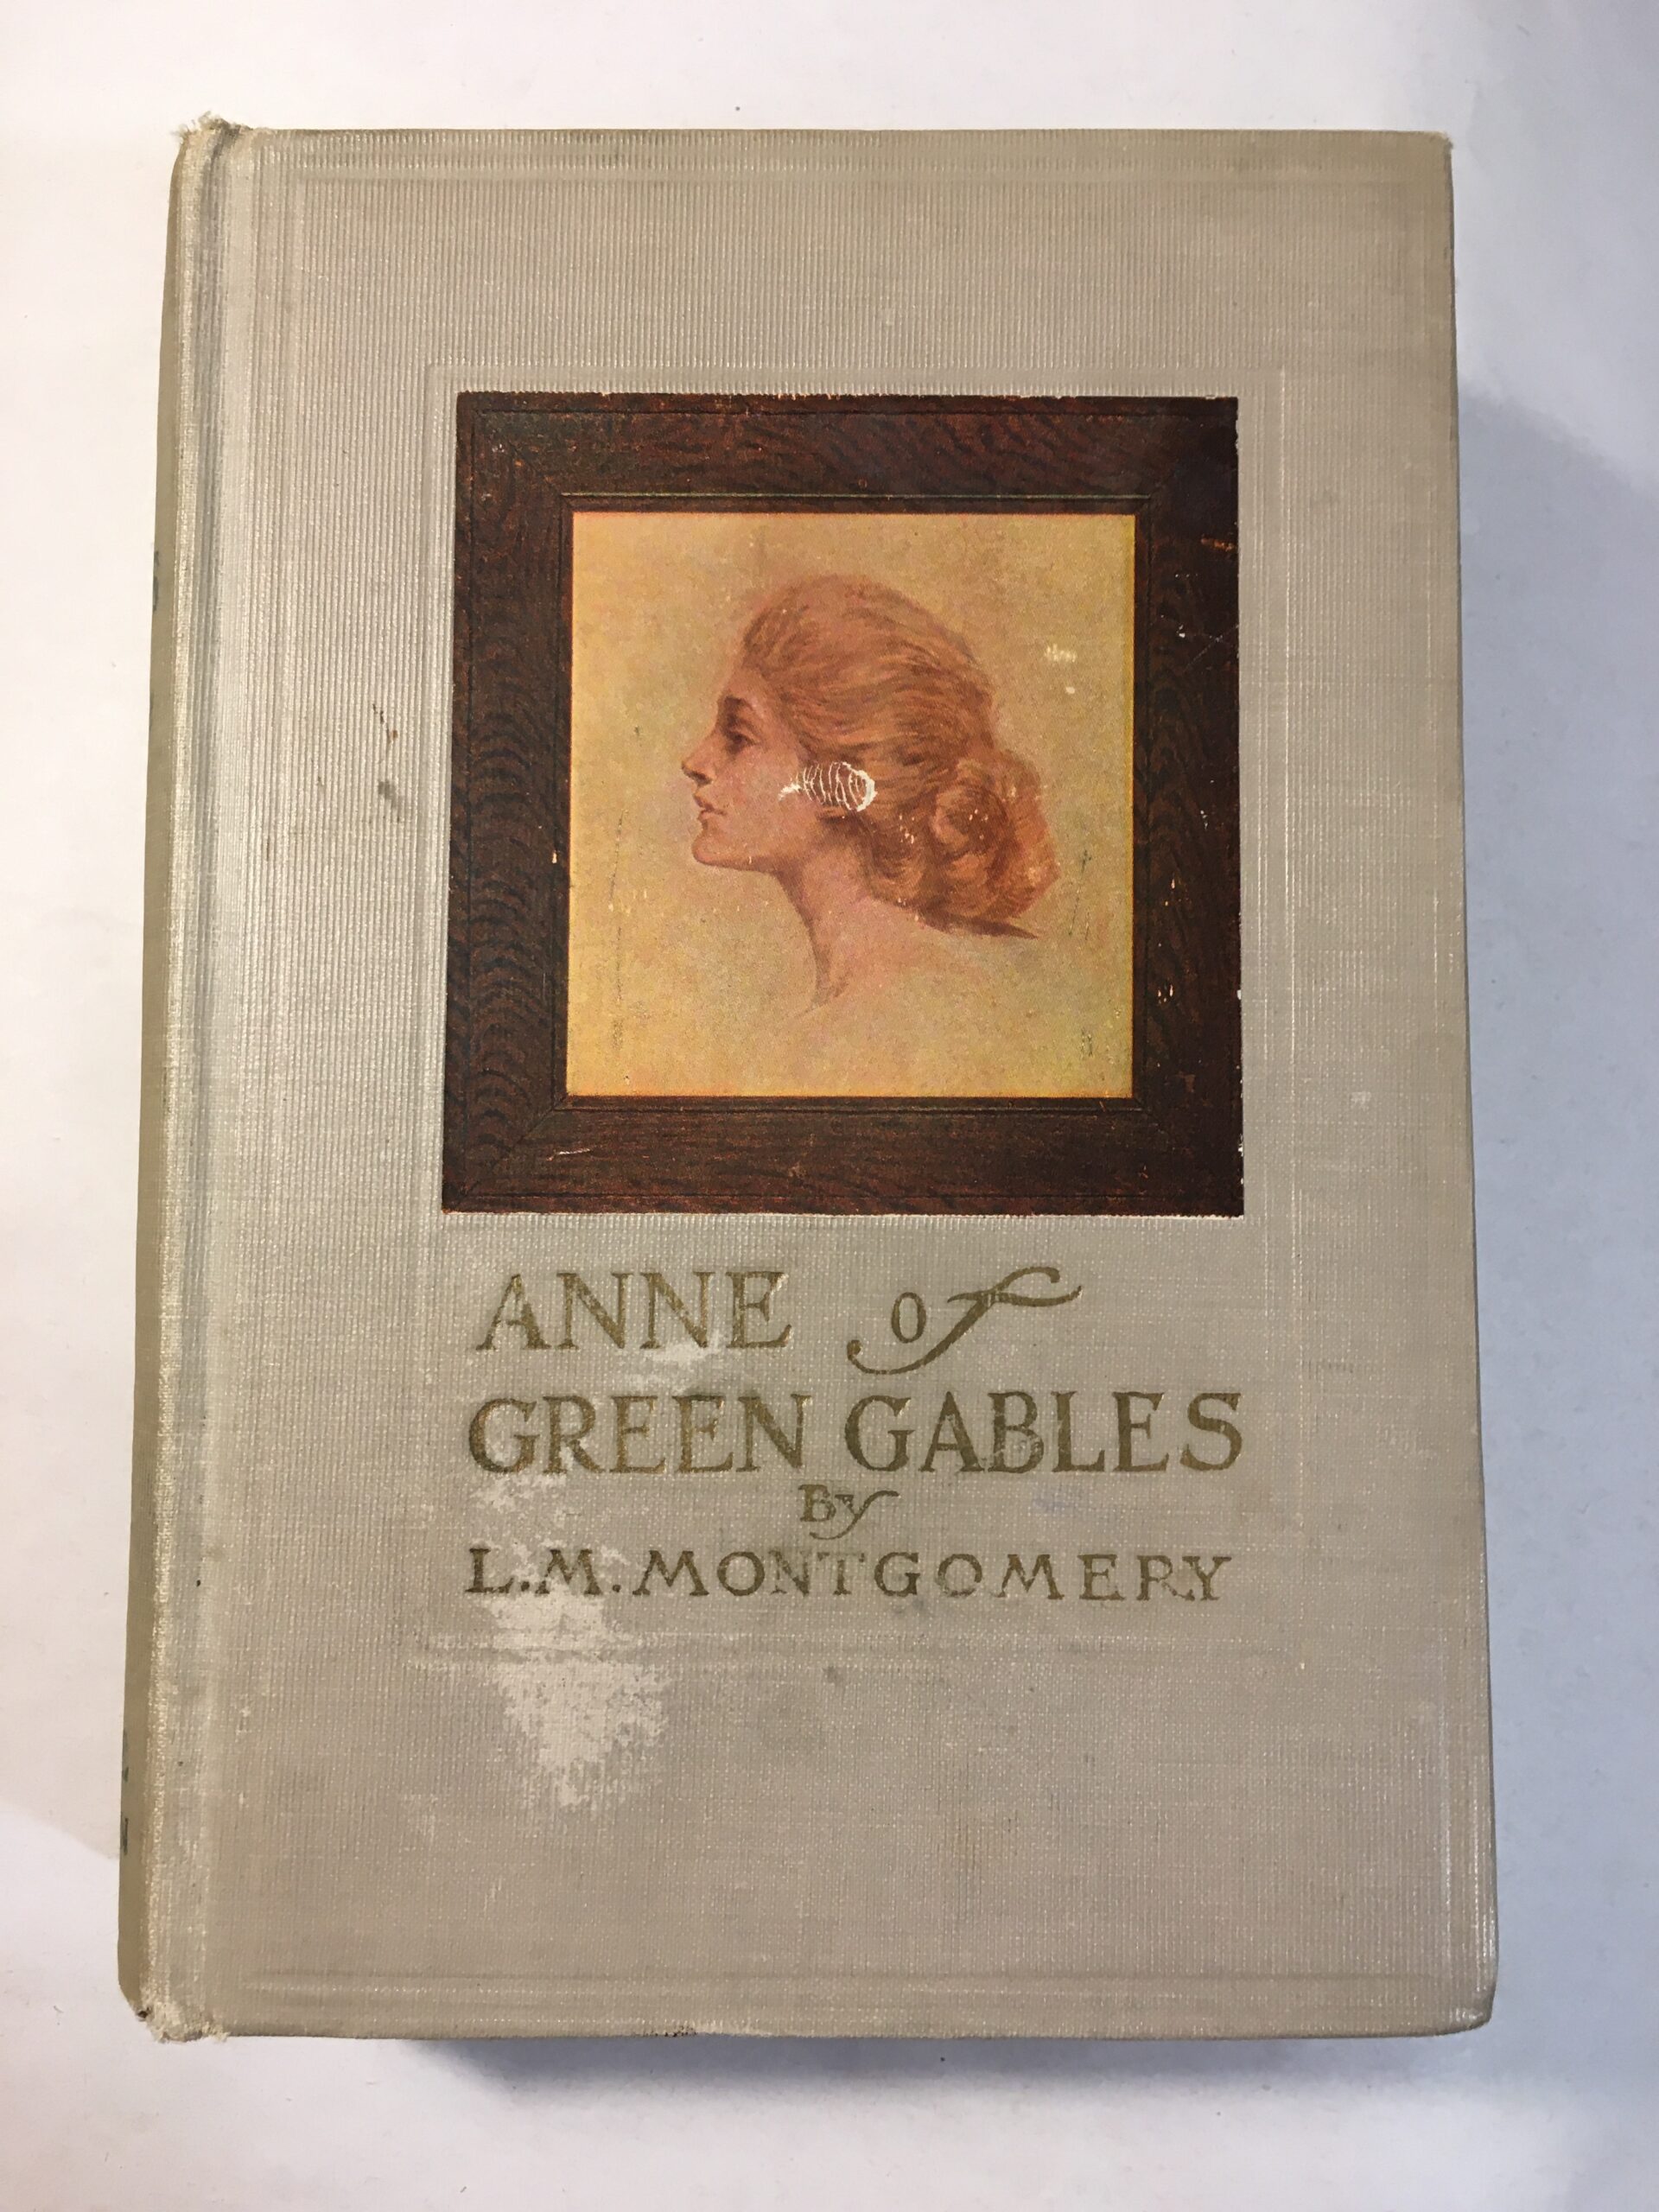 ANNE of
GREEN GABLES
By
L.M. MONTGOMERY